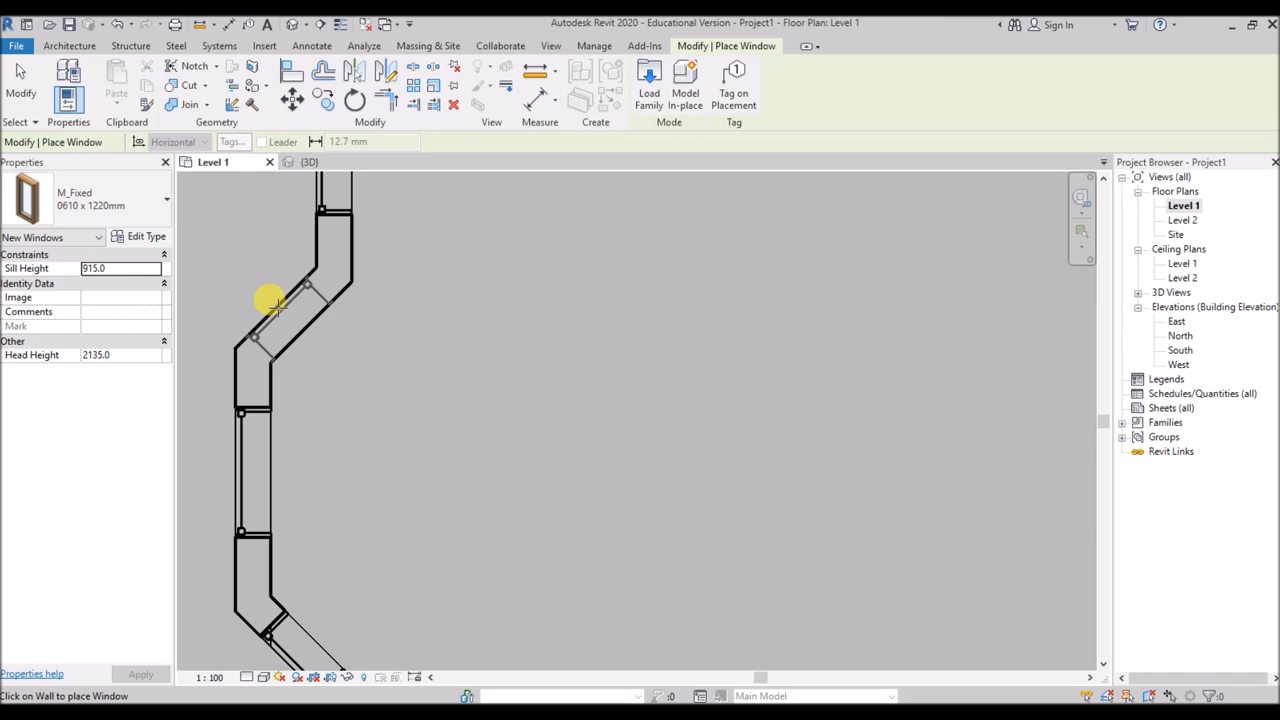 Autodesk Revit 2020 - Educational Version - Project1 - Floor Plan: Level 1
Sign In
File Architecture Structure Steel Systems Insert Annotate Analyze Massing & Site Collaborate View Manage Add-Ins Modify | Place Window
Modify
Paste
Notch
Cut
Join
Load Family
Model In-place
Tag on Placement
Select Properties Clipboard Geometry Modify View Measure Create Mode Tag
Modify | Place Window
Horizontal
Tags...
Leader
12.7 mm
Properties
Level 1
{3D}
Project Browser - Project1
M_Fixed
0610 x 1220mm
New Windows
Edit Type
Constraints
Sill Height 915.0
Identity Data
Image
Comments
Mark
Other
Head Height 2135.0
Views (all)
Floor Plans
Level 1
Level 2
Site
Ceiling Plans
Level 1
Level 2
3D Views
Elevations (Building Elevation)
East
North
South
West
Legends
Schedules/Quantities (all)
Sheets (all)
Families
Groups
Revit Links
Properties help
Apply
1 : 100
Click on Wall to place Window
:0
Main Model
:0